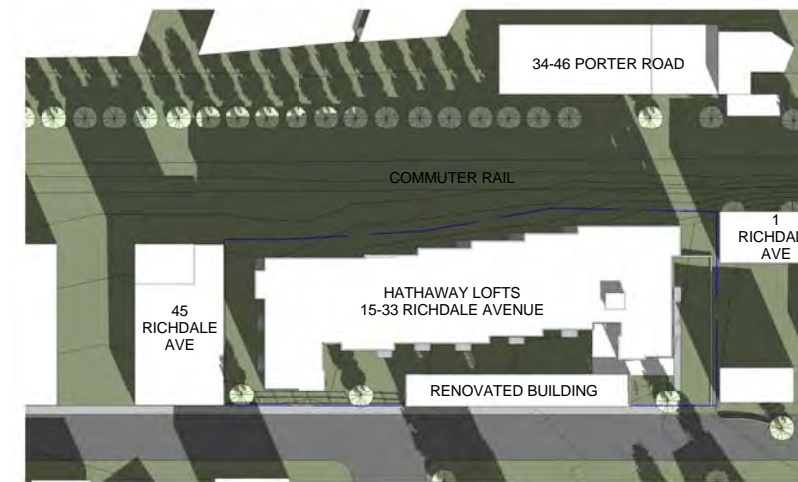 34-46 PORTER ROAD
COMMUTER RAIL
1
RICHDAL
AVE
HATHAWAY LOFTS
15-33 RICHDALE AVENUE
45
RICHDALE
AVE
RENOVATED BUILDING